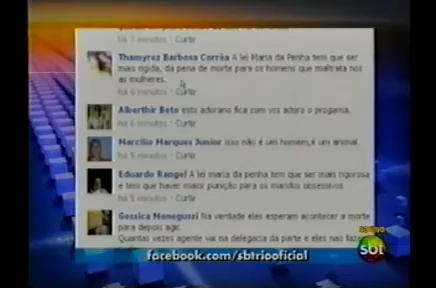 há 5 minutos · Curtir
Thamyrez Barbosa Corrêa A lei Maria da Penha tem que ser
mais rigida, da pena de morte para os homens que maltrata nos
as mulheres.
há 6 minutos · Curtir
Alberthir Beto esto adorano fica com vcs adoro o progama.
há 6 minutos · Curtir
Marcilio Marques Junior isso não é um homem,é um animal.
há 5 minutos · Curtir
Eduardo Rangel A lei maria da penha tem que ser mais rigorosa
e tem que haver maior punição para os maridos obsessivos
há 5 minutos · Curtir
Gessica Menegussi Na verdade eles esperam acontecer a morte
para depois agir.
Quantas vezes agente vai na delegacia da parte e eles nao faze
facebook.com/sbtriooficial
sbt